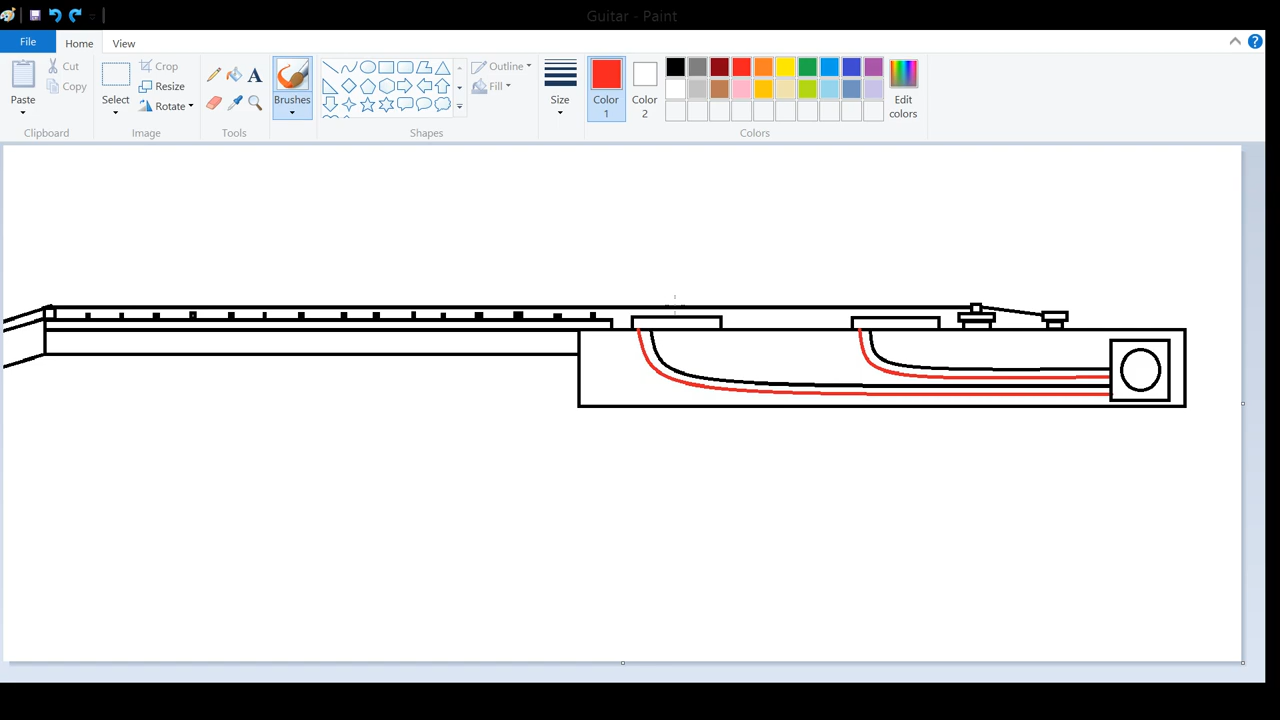 Guitar - Paint
File Home View
Paste Cut Copy
Clipboard
Select Crop Resize Rotate
Image
A
Tools
Brushes
Outline Fill
Shapes
Size
Color 1 Color 2 Edit colors
Colors
?